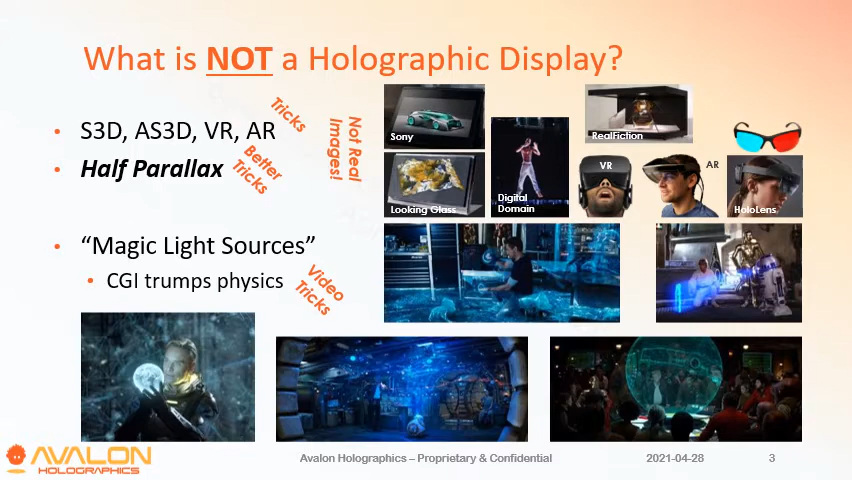 What is NOT a Holographic Display?
• S3D, AS3D, VR, AR
Tricks
• Half Parallax
Better
Tricks
Not Real
Images!
• “Magic Light Sources”
• CGI trumps physics
Video
Tricks
Sony
RealFiction
Looking Glass
Digital
Domain
VR
AR
HoloLens
AVALON
HOLOGRAPHICS
Avalon Holographics – Proprietary & Confidential
2021-04-28
3